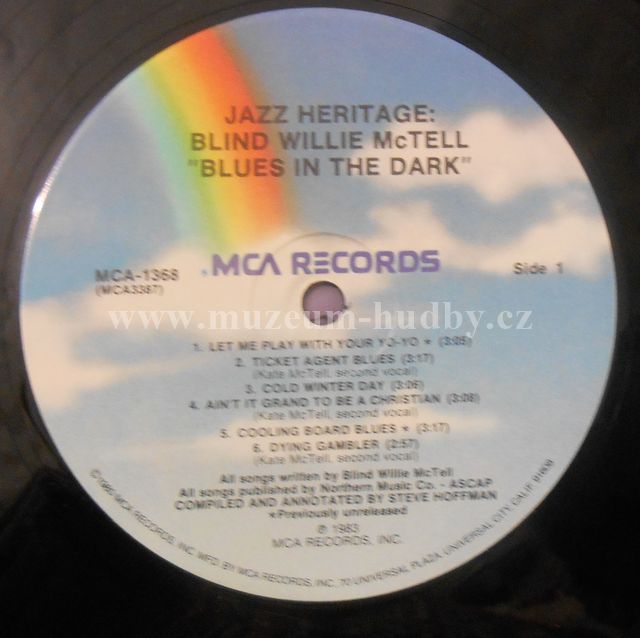 JAZZ HERITAGE:
BLIND WILLIE McTELL
"BLUES IN THE DARK"
MCA-1368
(MCA3387)
MCA RECORDS
Side 1
www.muzeum-hudby.cz
1. LET ME PLAY WITH YOUR YO-YO * (3:05)
2. TICKET AGENT BLUES (3:17)
(Kate McTell, second vocal)
3. COLD WINTER DAY (3:06)
4. AIN'T IT GRAND TO BE A CHRISTIAN (3:08)
(Kate McTell, second vocal)
5. COOLING BOARD BLUES * (3:17)
6. DYING GAMBLER (2:57)
(Kate McTell, second vocal)
All songs written by Blind Willie McTell
All songs published by Northern Music Co. - ASCAP
COMPILED AND ANNOTATED BY STEVE HOFFMAN
*Previously unreleased
℗ 1983
MCA RECORDS, INC.
MCA RECORDS, INC. MFD. BY MCA RECORDS, INC., 70 UNIVERSAL PLAZA, UNIVERSAL CITY, CALIF. 91608